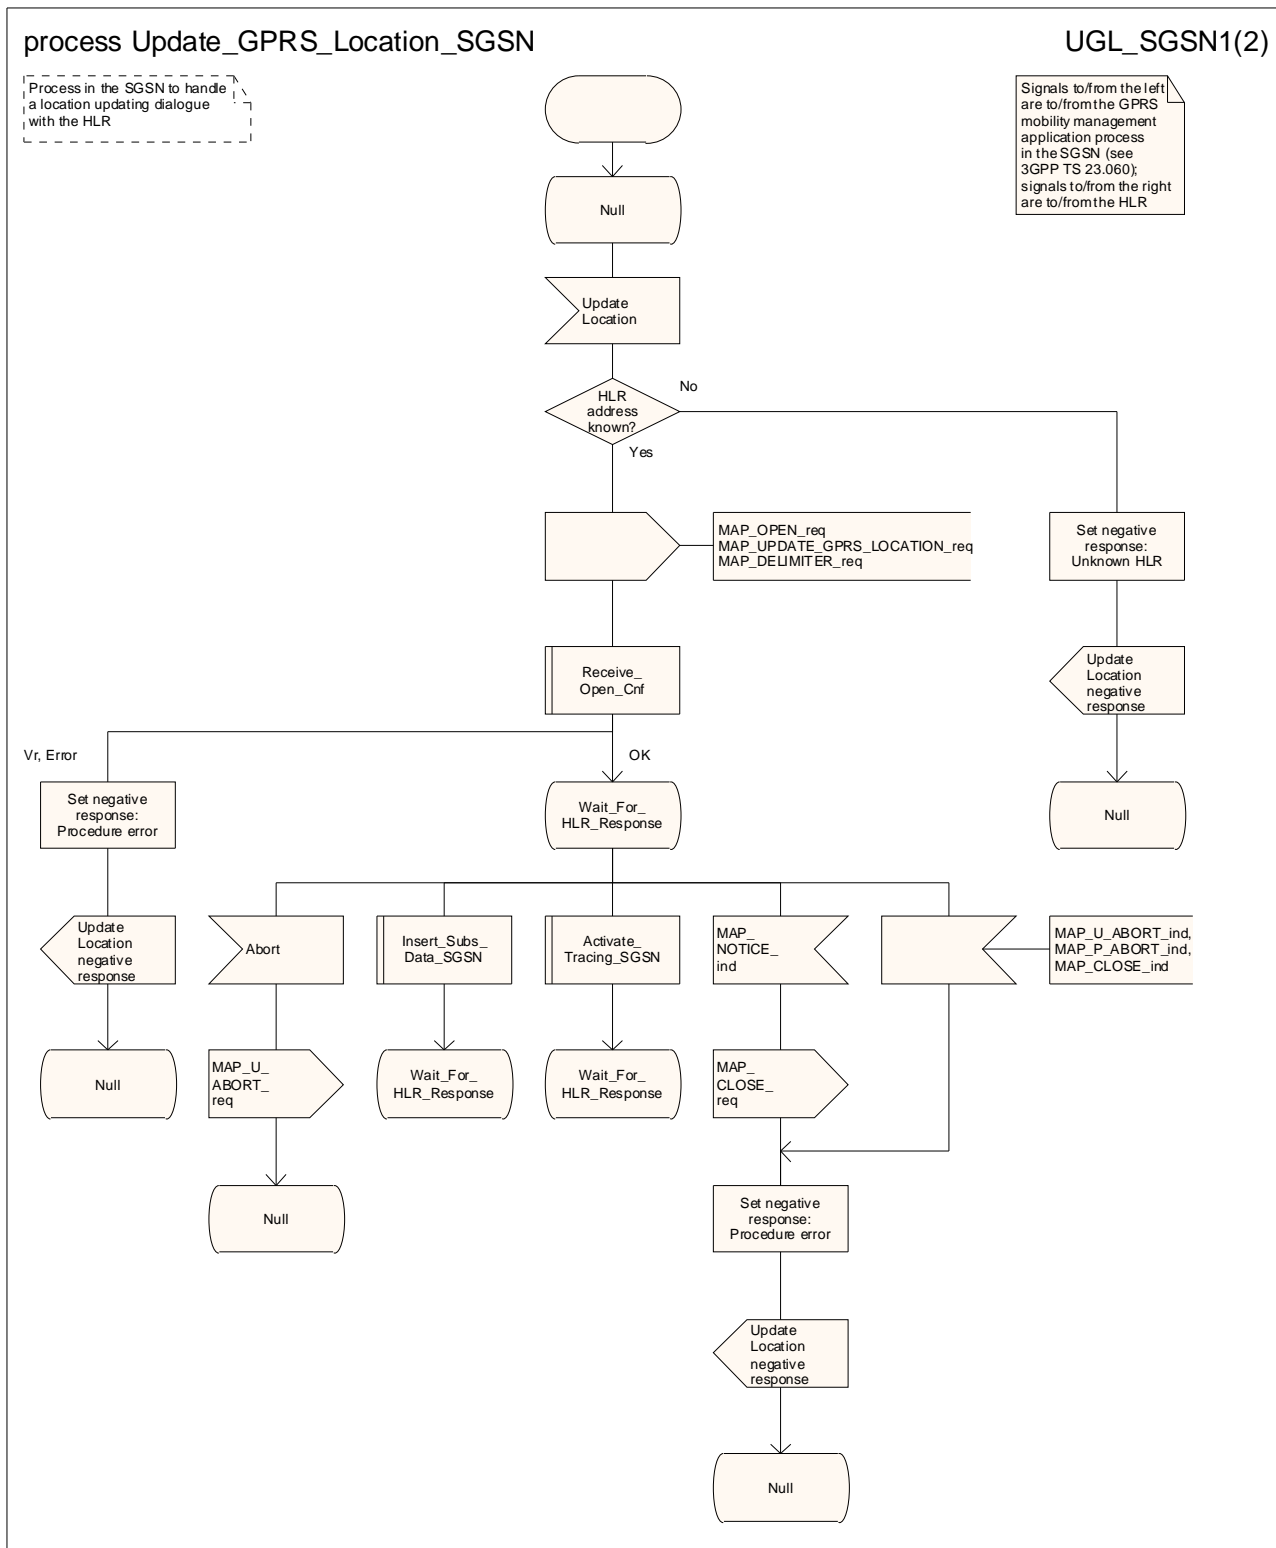 process Update_GPRS_Location_SGSN
UGL_SGSN1(2)
Process in the SGSN to handle
a location updating dialogue
with the HLR
Signals to/from the left
are to/from the GPRS
mobility management
application process
in the SGSN (see
3GPP TS 23.060);
signals to/from the right
are to/from the HLR
Null
Update
Location
HLR
address
known?
No
Yes
MAP_OPEN_req
MAP_UPDATE_GPRS_LOCATION_req
MAP_DELIMITER_req
Set negative
response:
Unknown HLR
Receive_
Open_Cnf
Update
Location
negative
response
Vr, Error
OK
Set negative
response:
Procedure error
Wait_For_
HLR_Response
Null
Update
Location
negative
response
Abort
Insert_Subs_
Data_SGSN
Activate_
Tracing_SGSN
MAP_
NOTICE_
ind
MAP_U_ABORT_ind,
MAP_P_ABORT_ind,
MAP_CLOSE_ind
Null
MAP_U_
ABORT_
req
Wait_For_
HLR_Response
Wait_For_
HLR_Response
MAP_
CLOSE_
req
Null
Set negative
response:
Procedure error
Update
Location
negative
response
Null